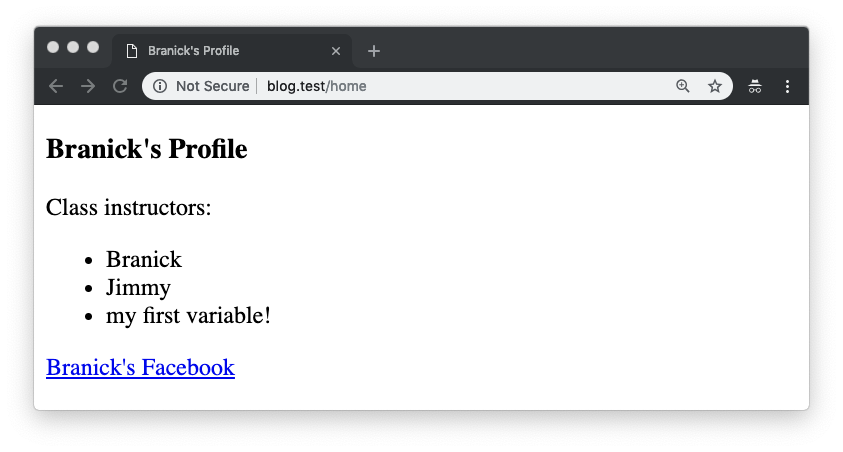 Branick's Profile
Not Secure blog.test/home
Branick's Profile
Class instructors:
• Branick
• Jimmy
• my first variable!
Branick's Facebook